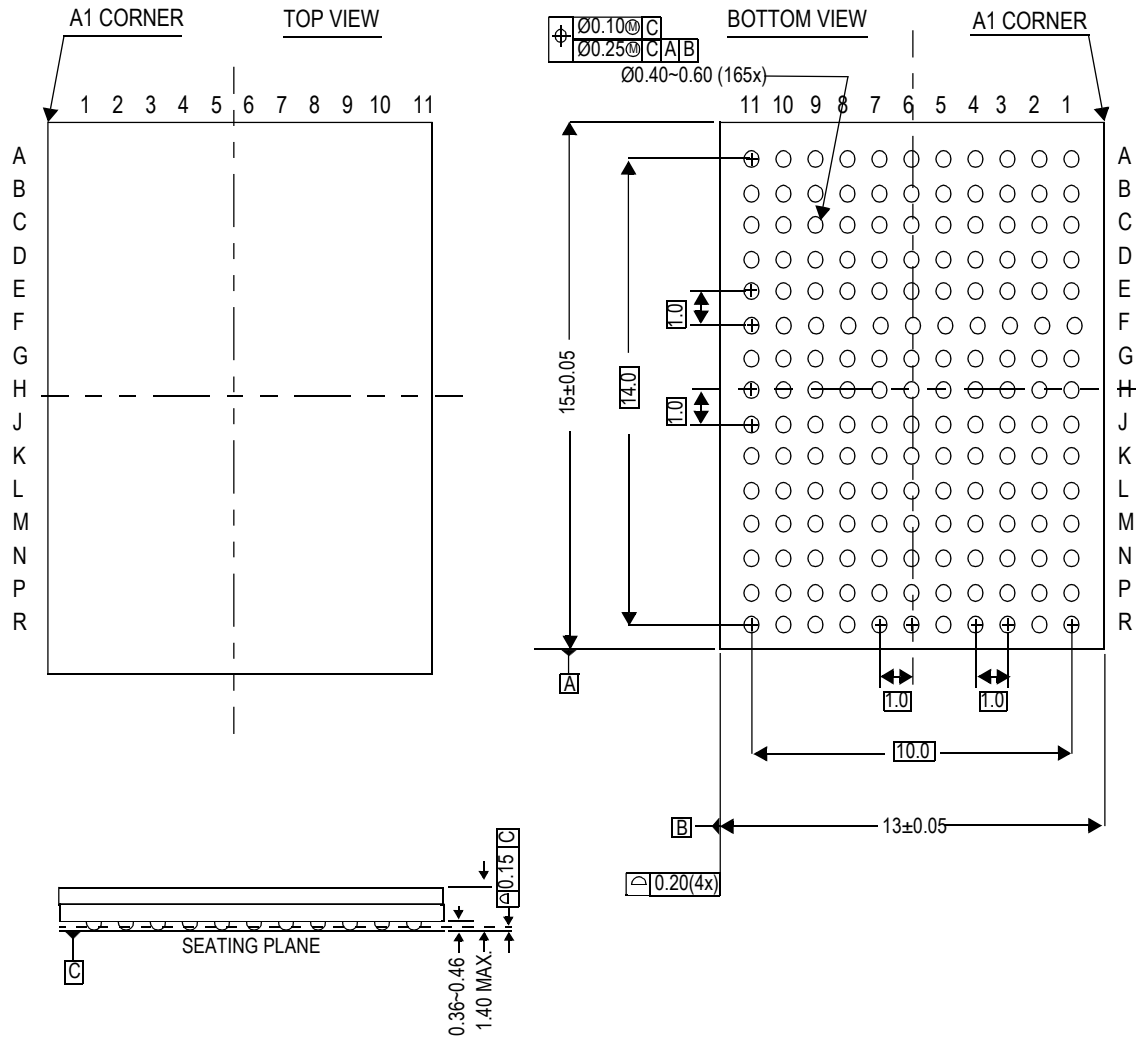 A1 CORNER
TOP VIEW
1 2 3 4 5 6 7 8 9 10 11
A
B
C
D
E
F
G
H
J
K
L
M
N
P
R
Ø0.10Ⓜ C
Ø0.25Ⓜ C A B
Ø0.40~0.60 (165x)
BOTTOM VIEW
A1 CORNER
11 10 9 8 7 6 5 4 3 2 1
A
B
C
D
E
F
G
H
J
K
L
M
N
P
R
1.0
1.0
14.0
15±0.05
A
1.0
1.0
10.0
B
13±0.05
0.20(4x)
0.15 C
SEATING PLANE
C
0.36~0.46
1.40 MAX.